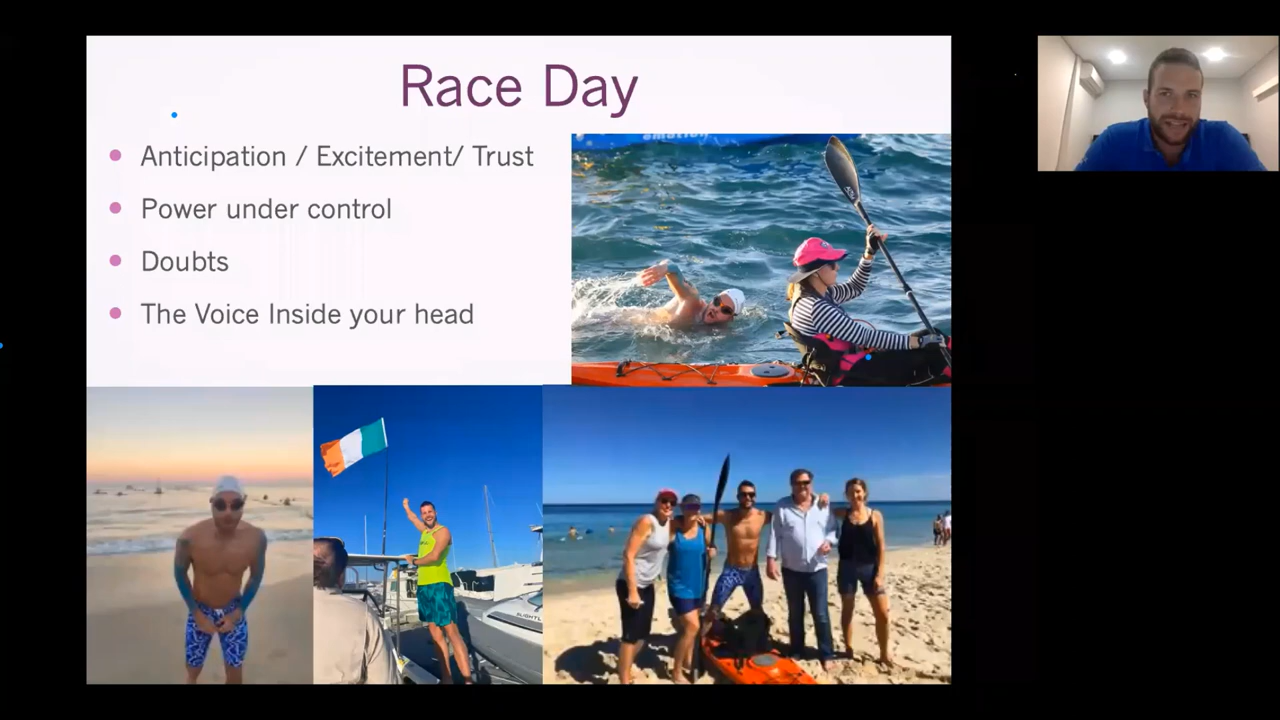 Race Day
Anticipation / Excitement/ Trust
Power under control
Doubts
The Voice Inside your head